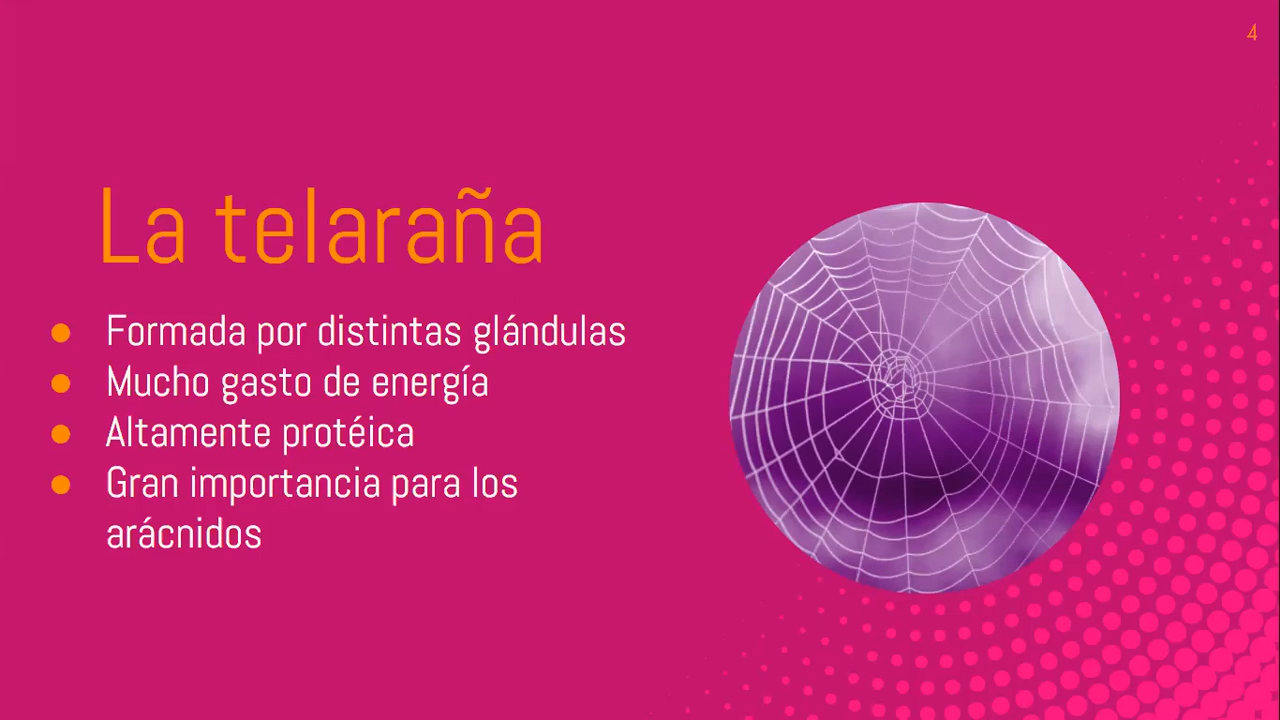 4
La telaraña
● Formada por distintas glándulas
● Mucho gasto de energía
● Altamente protéica
● Gran importancia para los
arácnidos